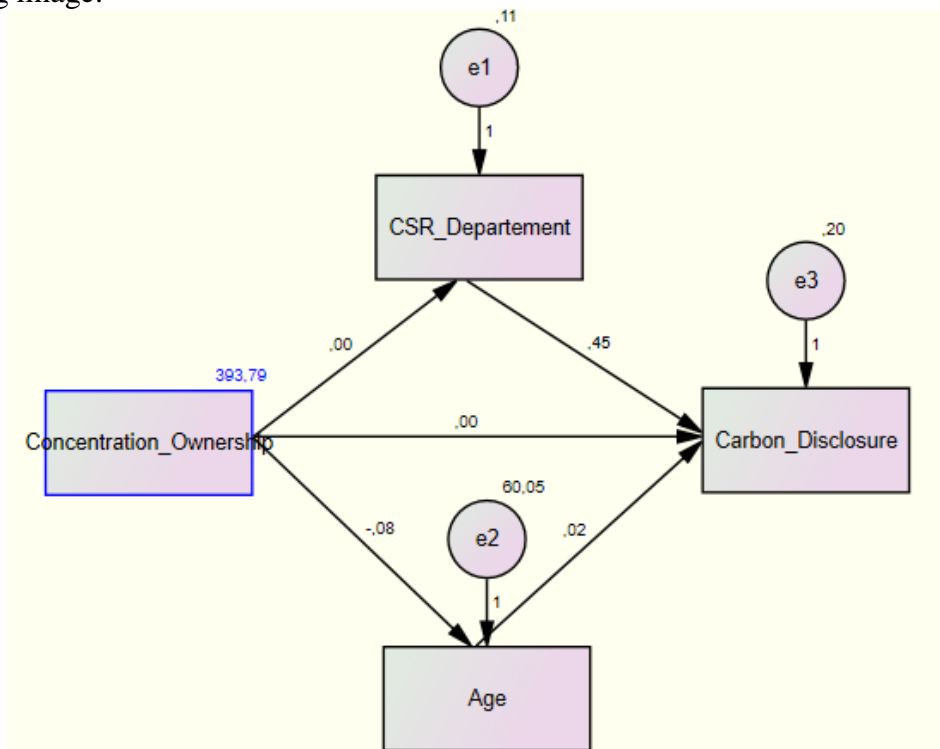 g image.
,11
e1
1
CSR_Departement
,20
e3
1
,00
,45
393,79
Concentration_Ownership
,00
Carbon_Disclosure
-,08
60,05
e2
,02
1
Age